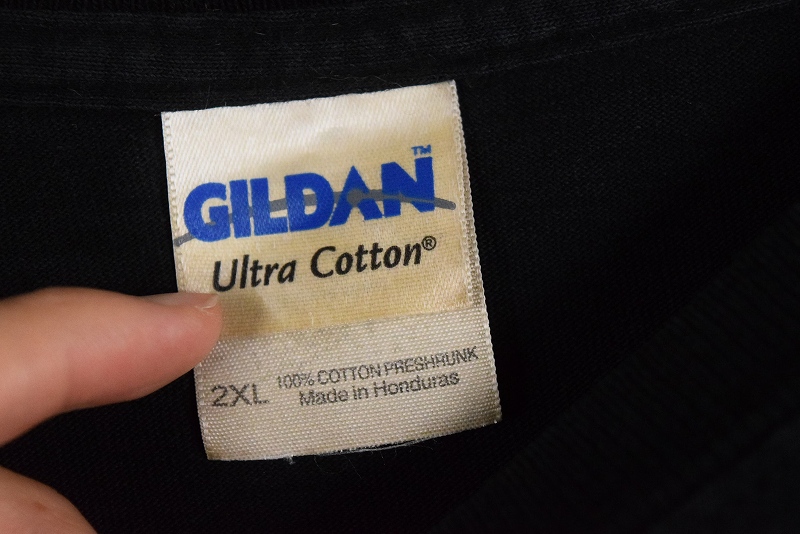 GILDAN™
Ultra Cotton®
2XL 100% COTTON PRESHRUNK
Made in Honduras